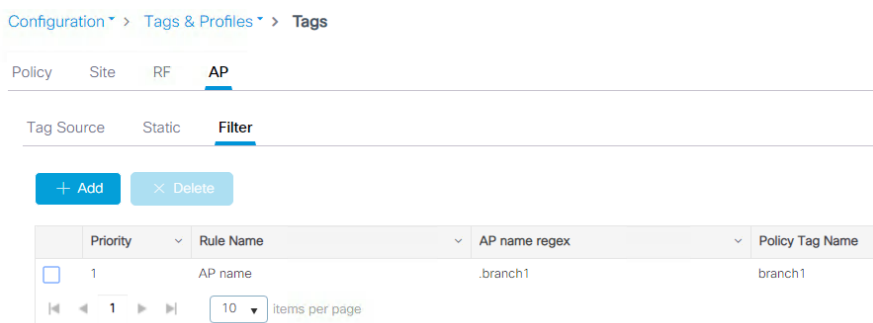 Configuration > Tags & Profiles > Tags
Policy Site RF AP
Tag Source Static Filter
+ Add × Delete
Priority Rule Name AP name regex Policy Tag Name
1 AP name .branch1 branch1
1 10 items per page